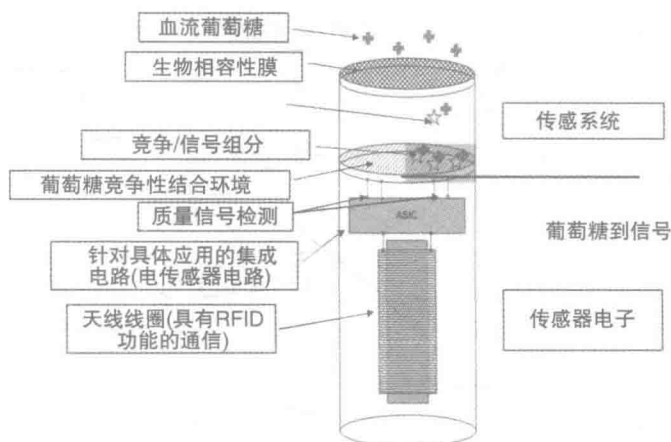 血流葡萄糖
生物相容性膜
传感系统
竞争/信号组分
葡萄糖竞争性结合环境
质量信号检测
ASIC
葡萄糖到信号
针对具体应用的集成
电路(电传感器电路)
天线线圈(具有RFID
功能的通信)
传感器电子